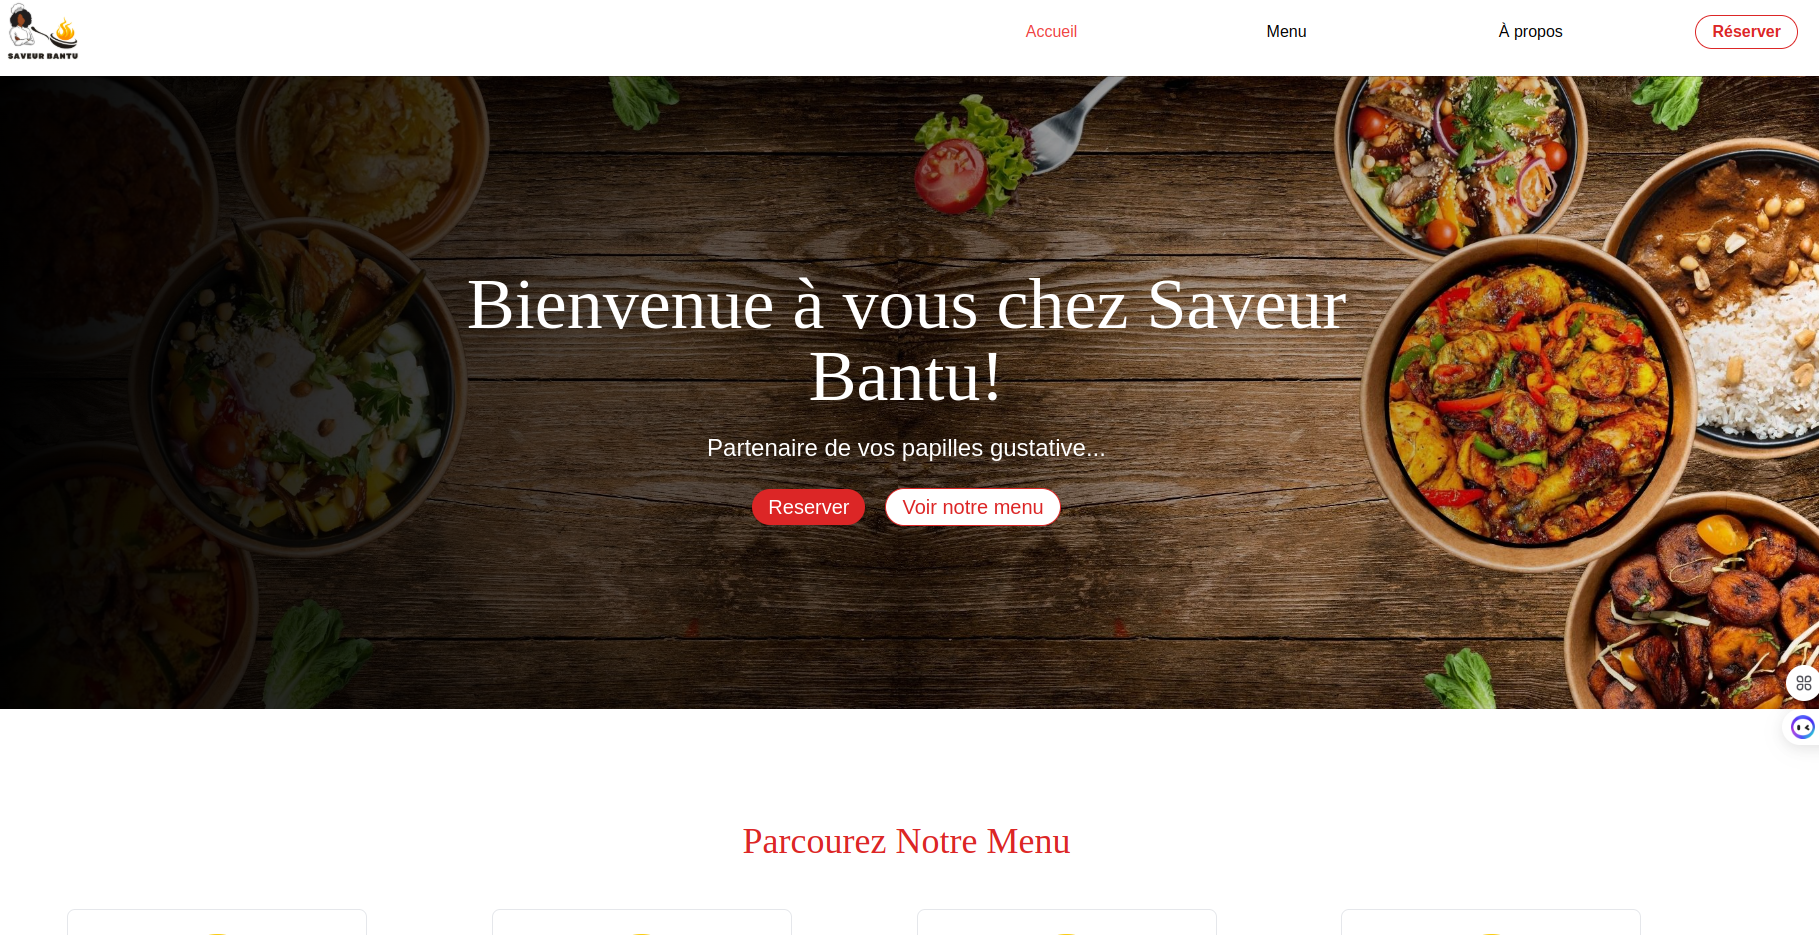 SAVEUR BANTU
Accueil
Menu
À propos
Réserver
Bienvenue à vous chez Saveur
Bantu!
Partenaire de vos papilles gustative...
Reserver
Voir notre menu
Parcourez Notre Menu